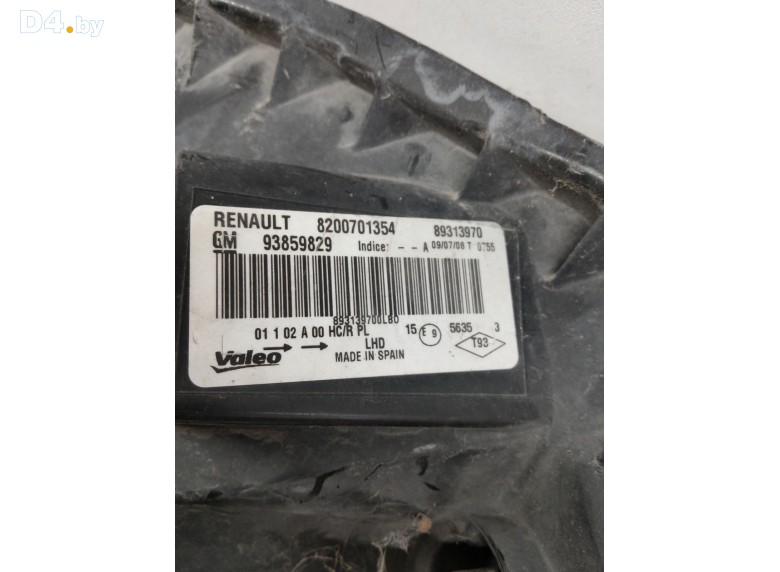 D4.by
RENAULT 8200701354 89313970
GM 93859829 Indice: - - A 09/07/08 T 0755
89313970OLBD
01 1 02 A 00 HC/R PL 15 E 9 5635 3
Valeo LHD T93
MADE IN SPAIN